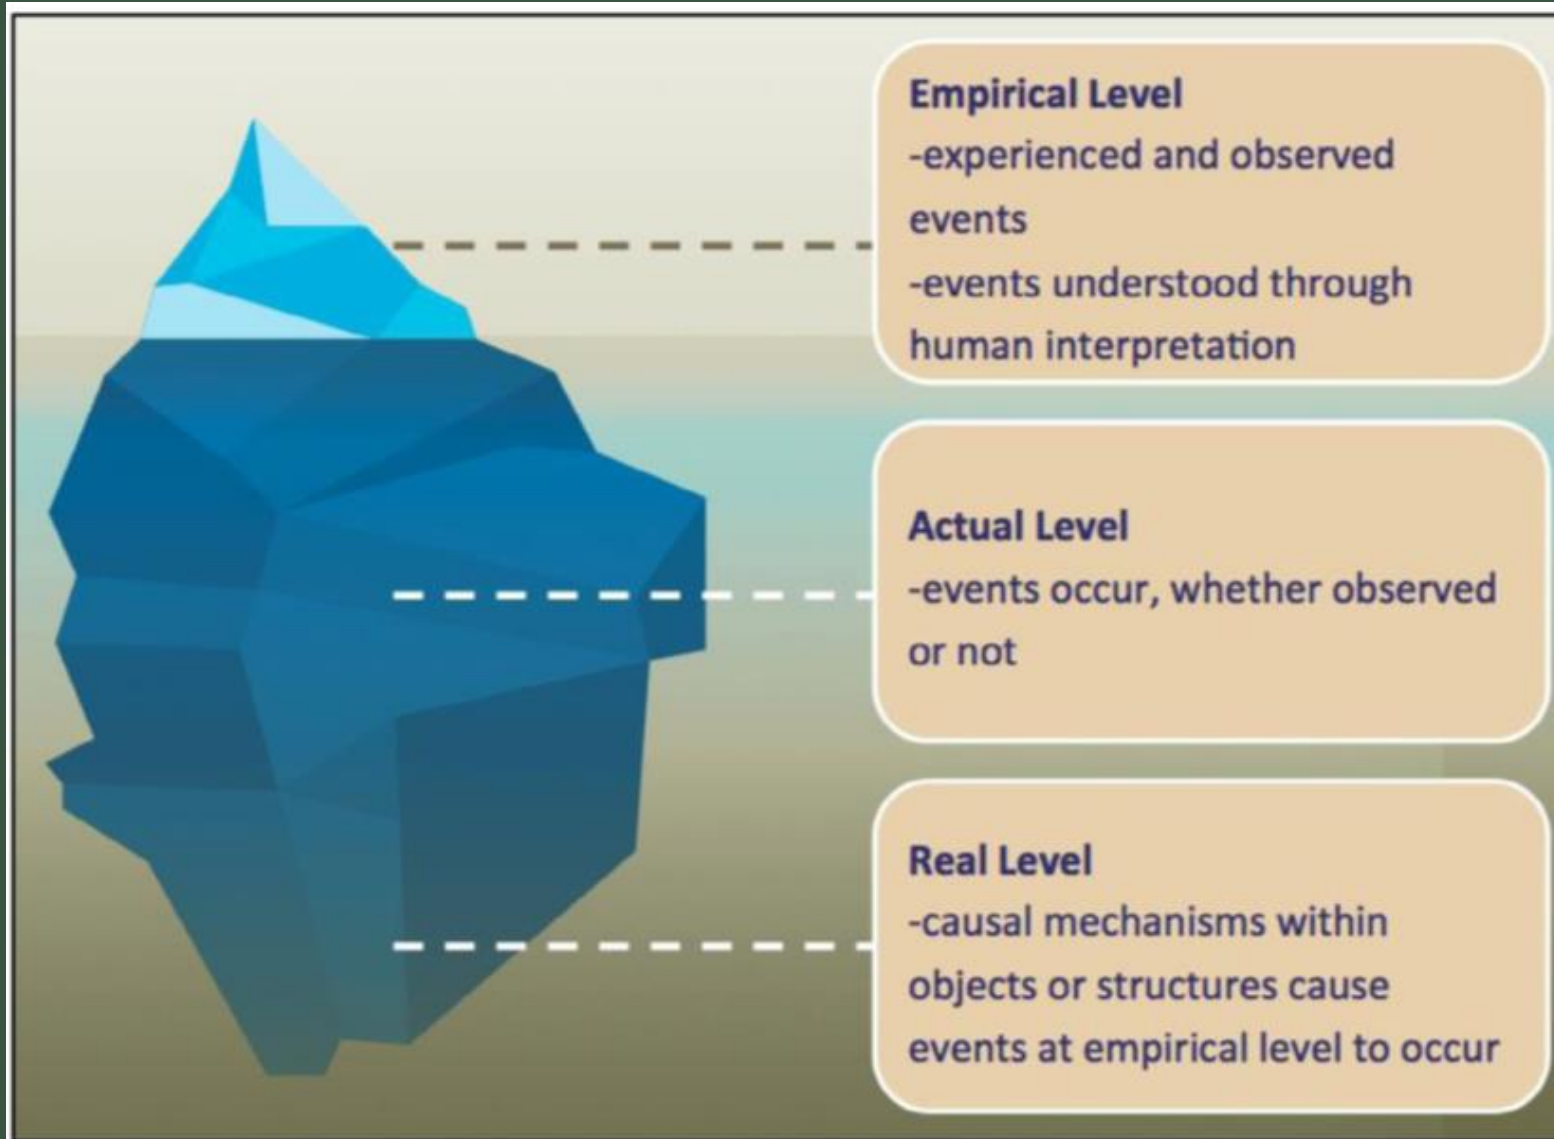 Empirical Level
-experienced and observed
events
-events understood through
human interpretation
Actual Level
-events occur, whether observed
or not
Real Level
-causal mechanisms within
objects or structures cause
events at empirical level to occur